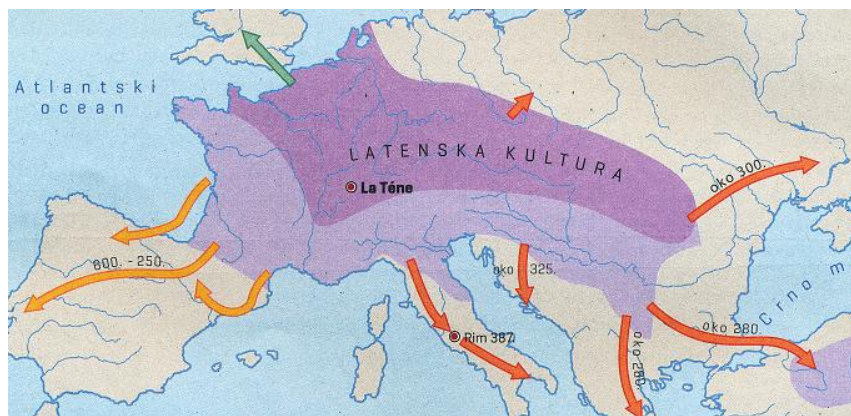 Atlantski
ocean
LATENSKA KULTURA
La Téne
oko 300.
800. - 250.
oko 325.
Rim 387.
oko 280.
oko 280.
Crno m